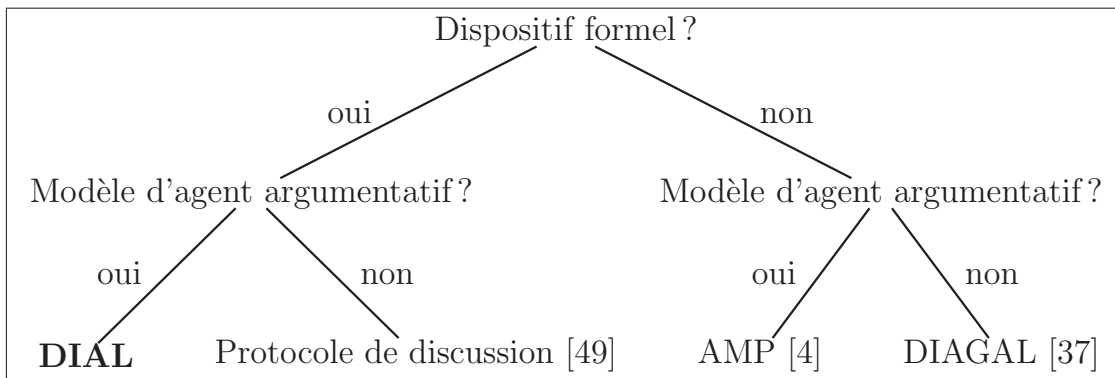 Dispositif formel ?
oui non
Modèle d'agent argumentatif ? Modèle d'agent argumentatif ?
oui non oui non
DIAL Protocole de discussion [49] AMP [4] DIAGAL [37]